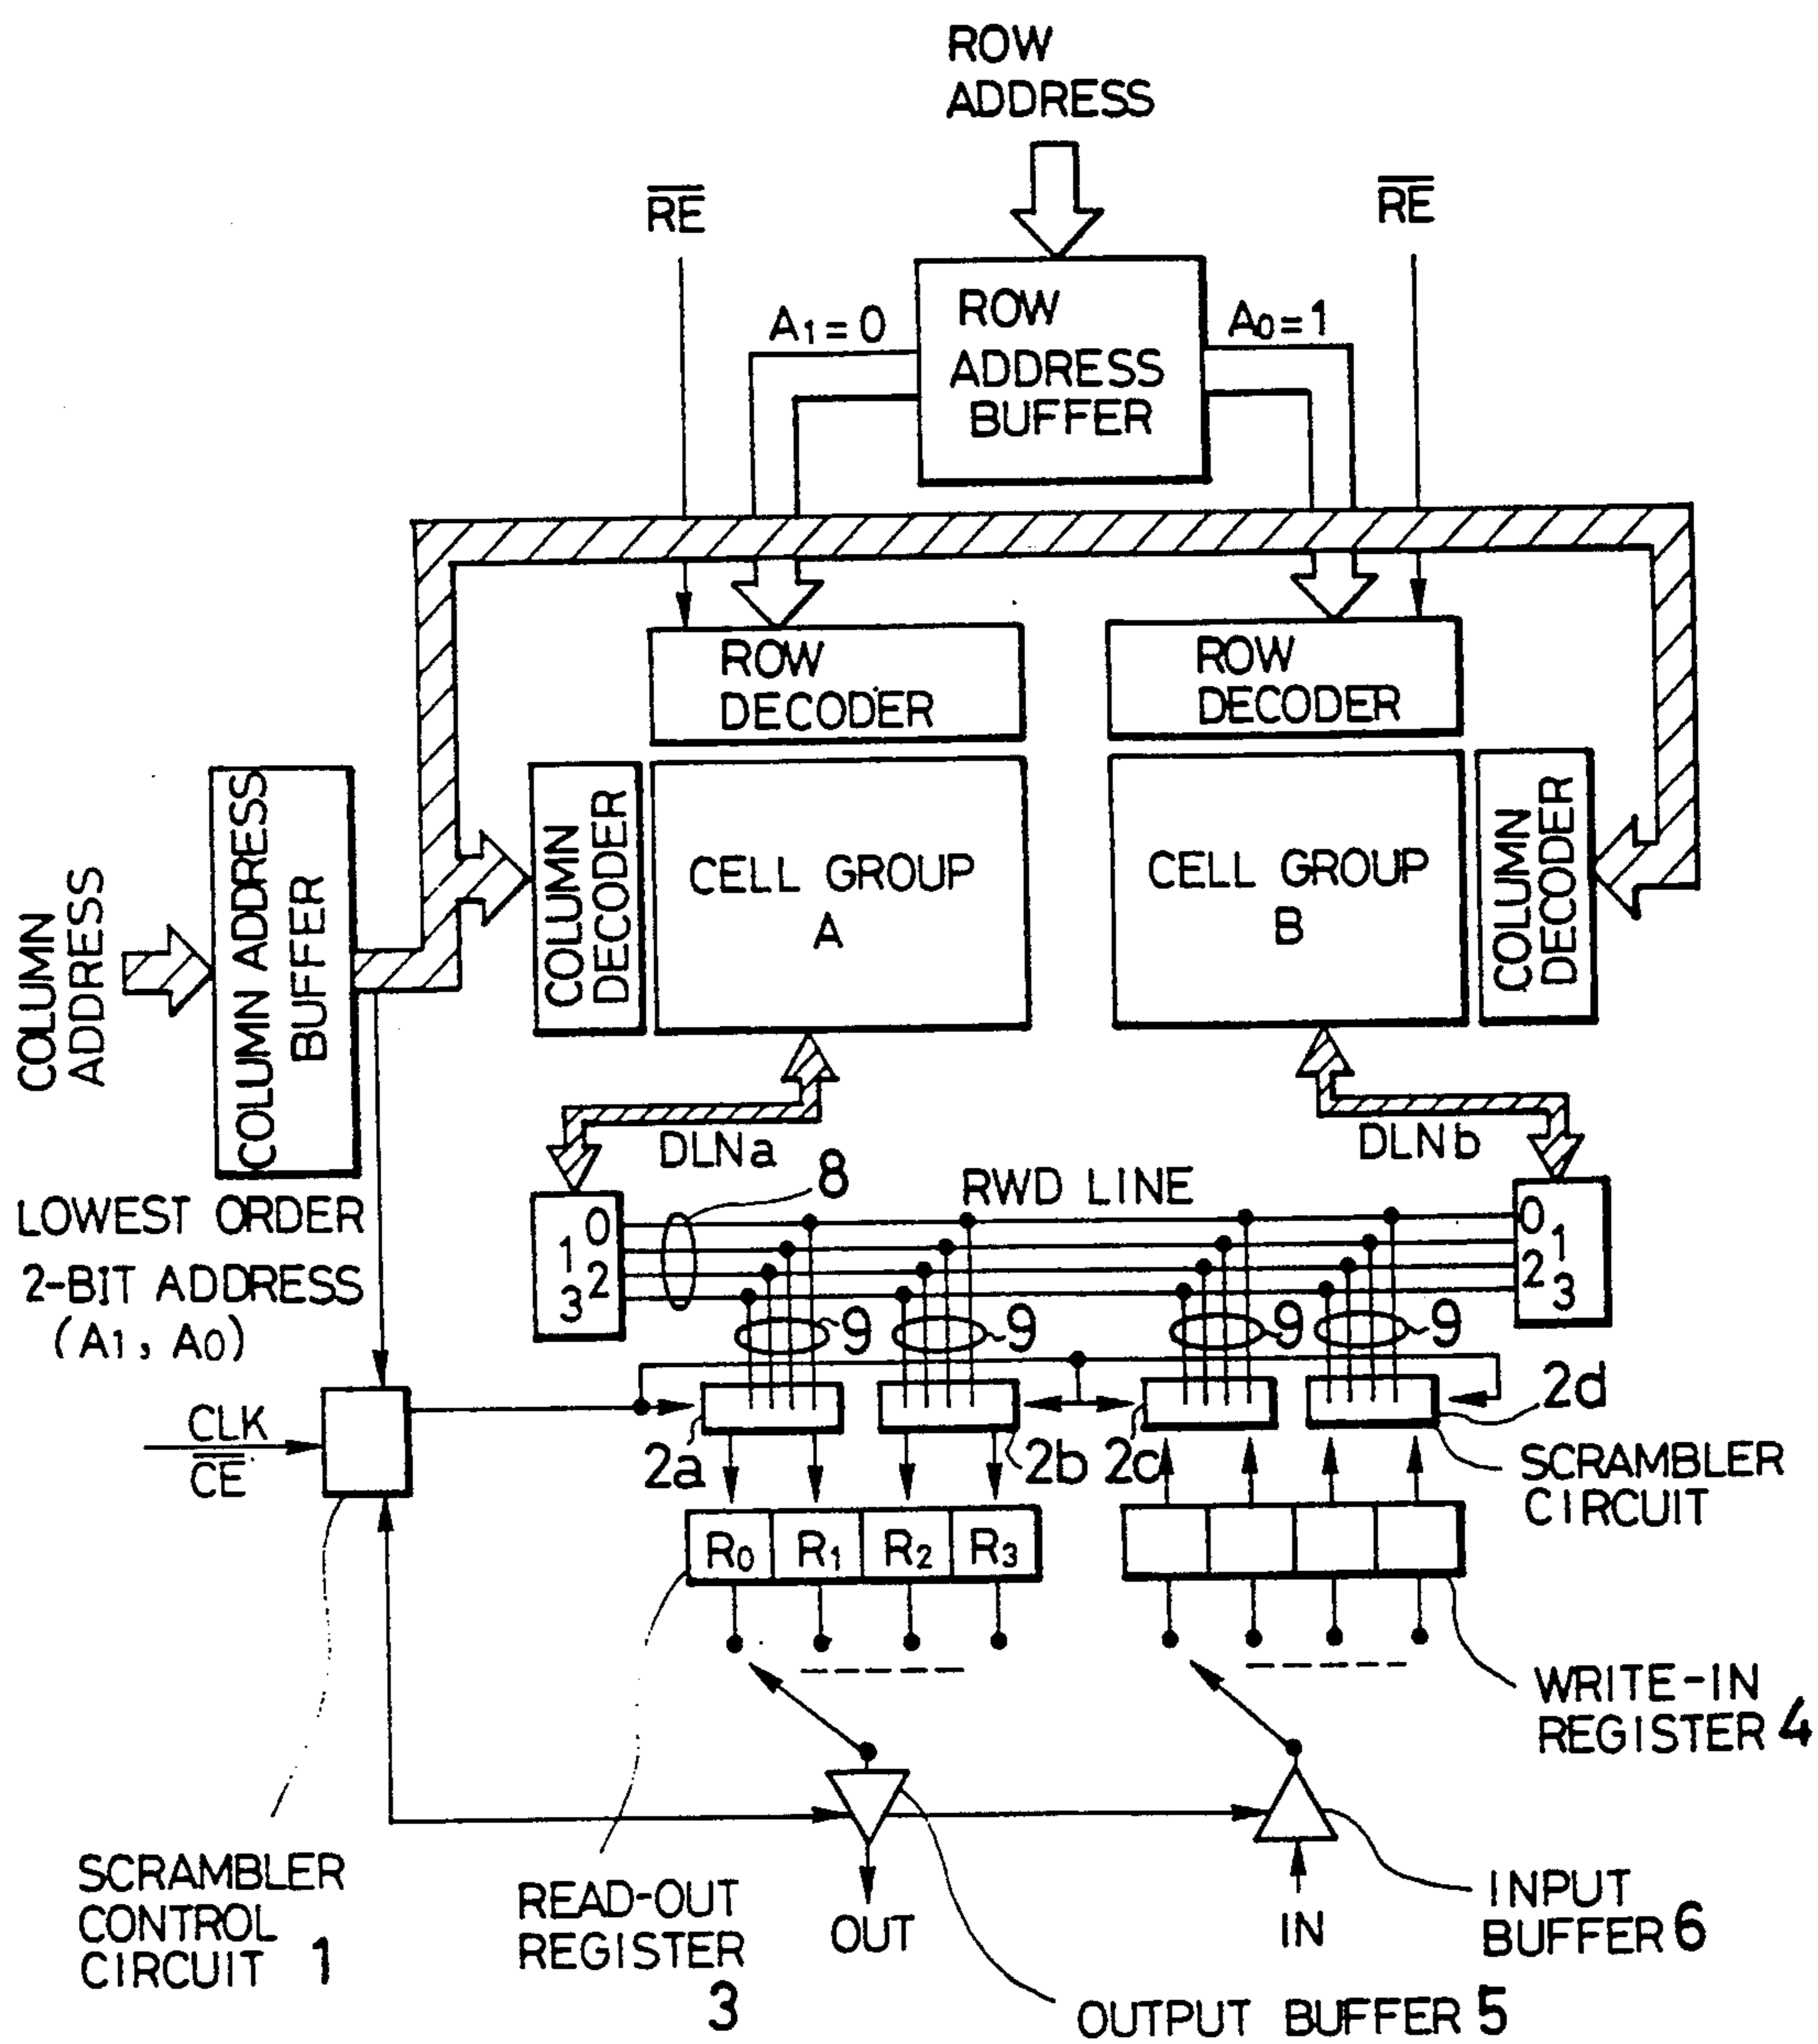 ROW
ADDRESS
RE
RE
A1=0
ROW
ADDRESS
BUFFER
A0=1
ROW
DECODER
ROW
DECODER
COLUMN
ADDRESS
COLUMN ADDRESS
BUFFER
COLUMN
DECODER
CELL GROUP
A
CELL GROUP
B
COLUMN
DECODER
DLNa
DLNb
LOWEST ORDER
2-BIT ADDRESS
(A1, A0)
8
RWD LINE
0
1
2
3
0
1
2
3
9
9
9
9
CLK
CE
2a
2b
2c
2d
SCRAMBLER
CIRCUIT
R0 R1 R2 R3
WRITE-IN
REGISTER 4
SCRAMBLER
CONTROL
CIRCUIT 1
READ-OUT
REGISTER
3
OUT
IN
INPUT
BUFFER 6
OUTPUT BUFFER 5